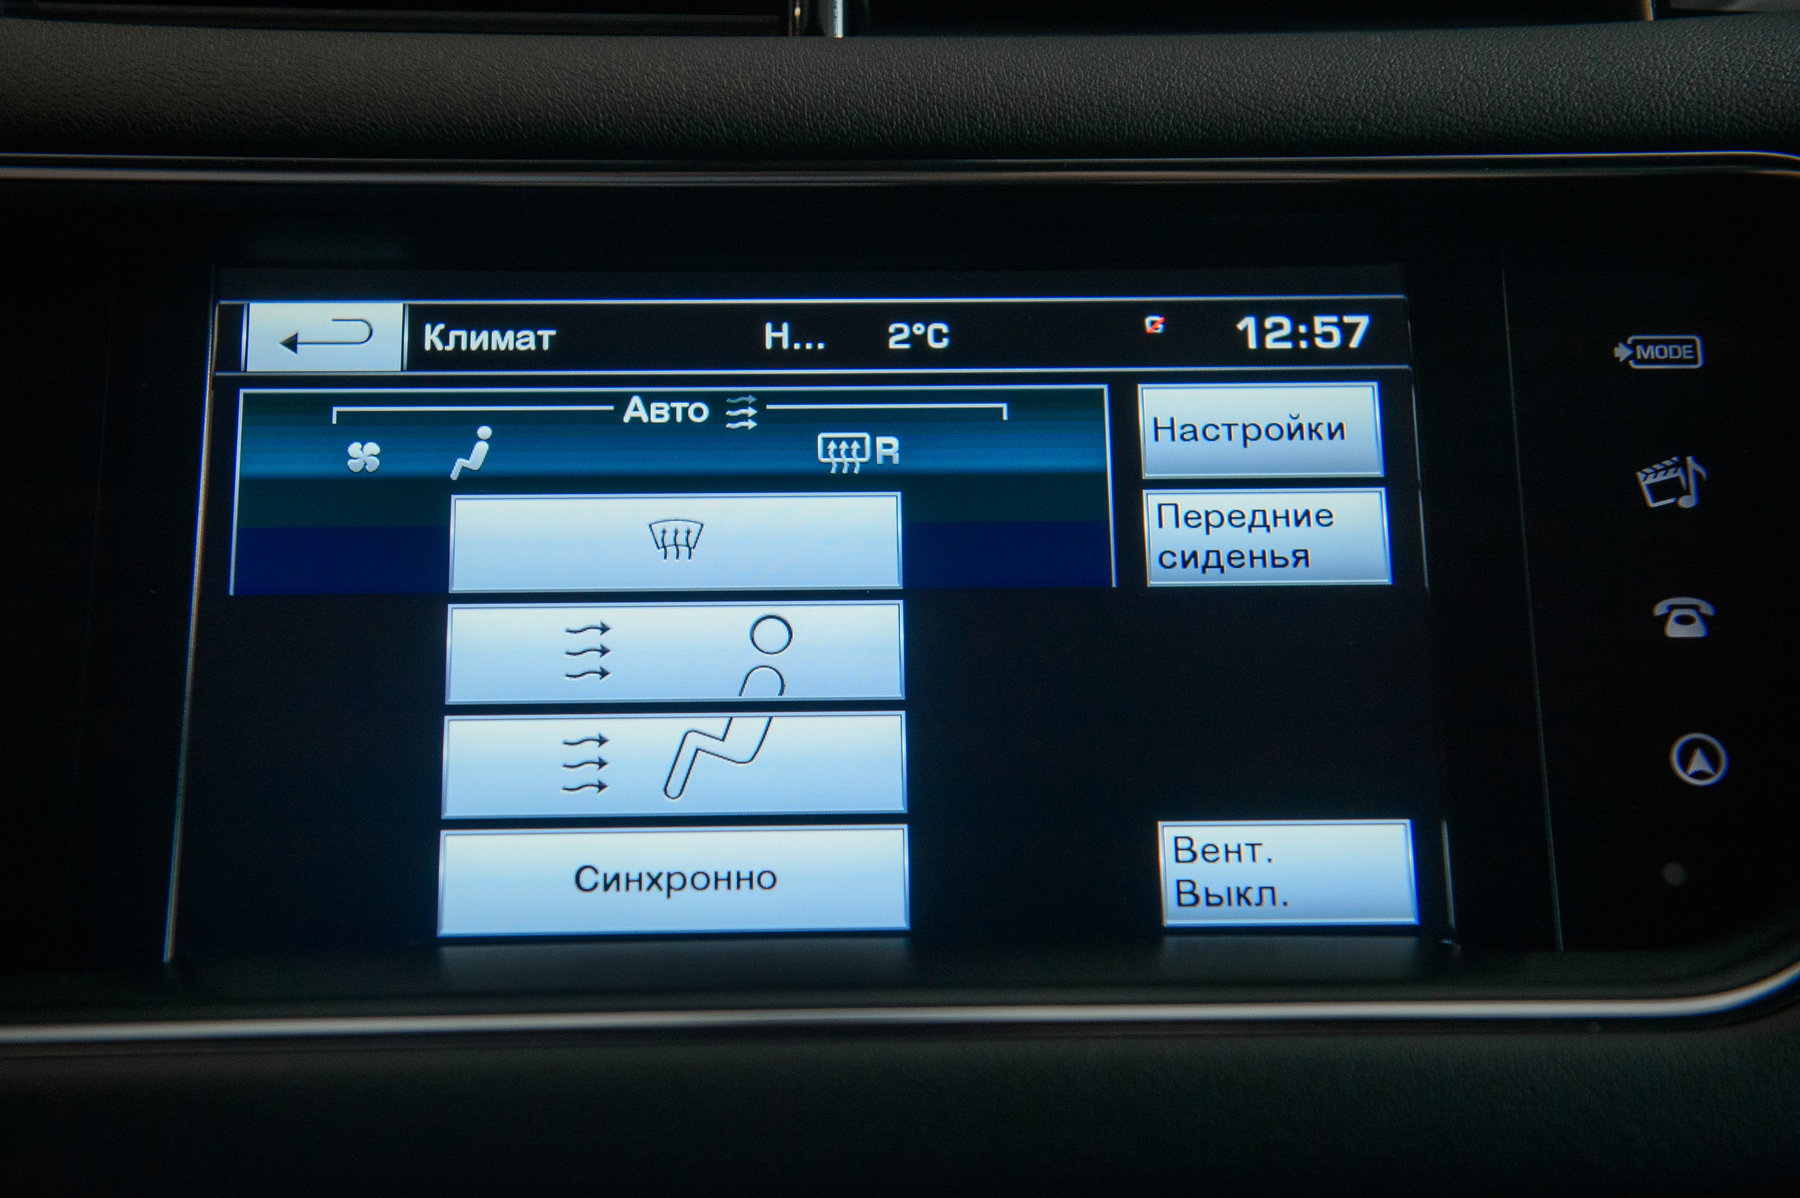 Климат Н... 2°C 12:57
MODE
Авто
R
Настройки
Передние
сиденья
Синхронно
Вент.
Выкл.